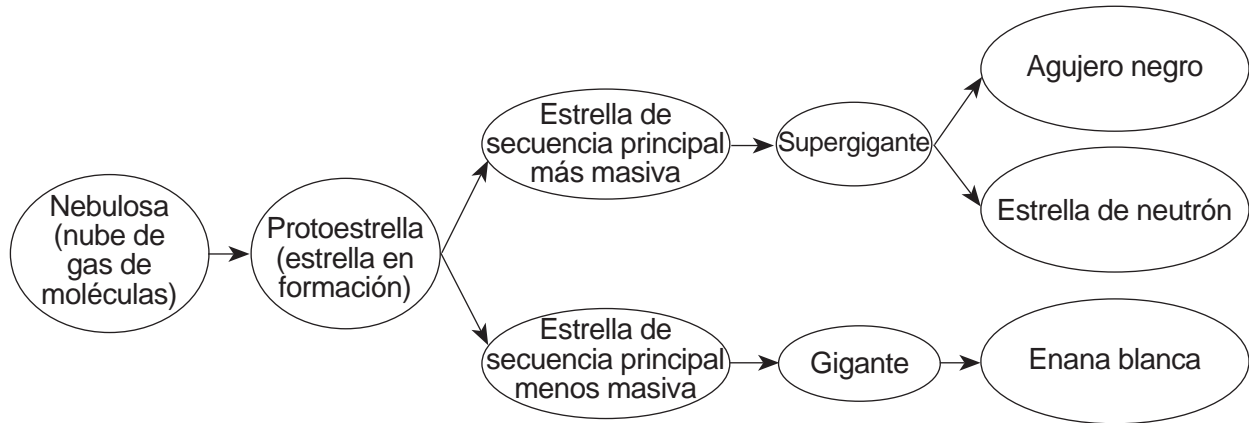 Nebulosa
(nube de
gas de
moléculas)
Protoestrella
(estrella en
formación)
Estrella de
secuencia principal
más masiva
Supergigante
Agujero negro
Estrella de neutrón
Estrella de
secuencia principal
menos masiva
Gigante
Enana blanca